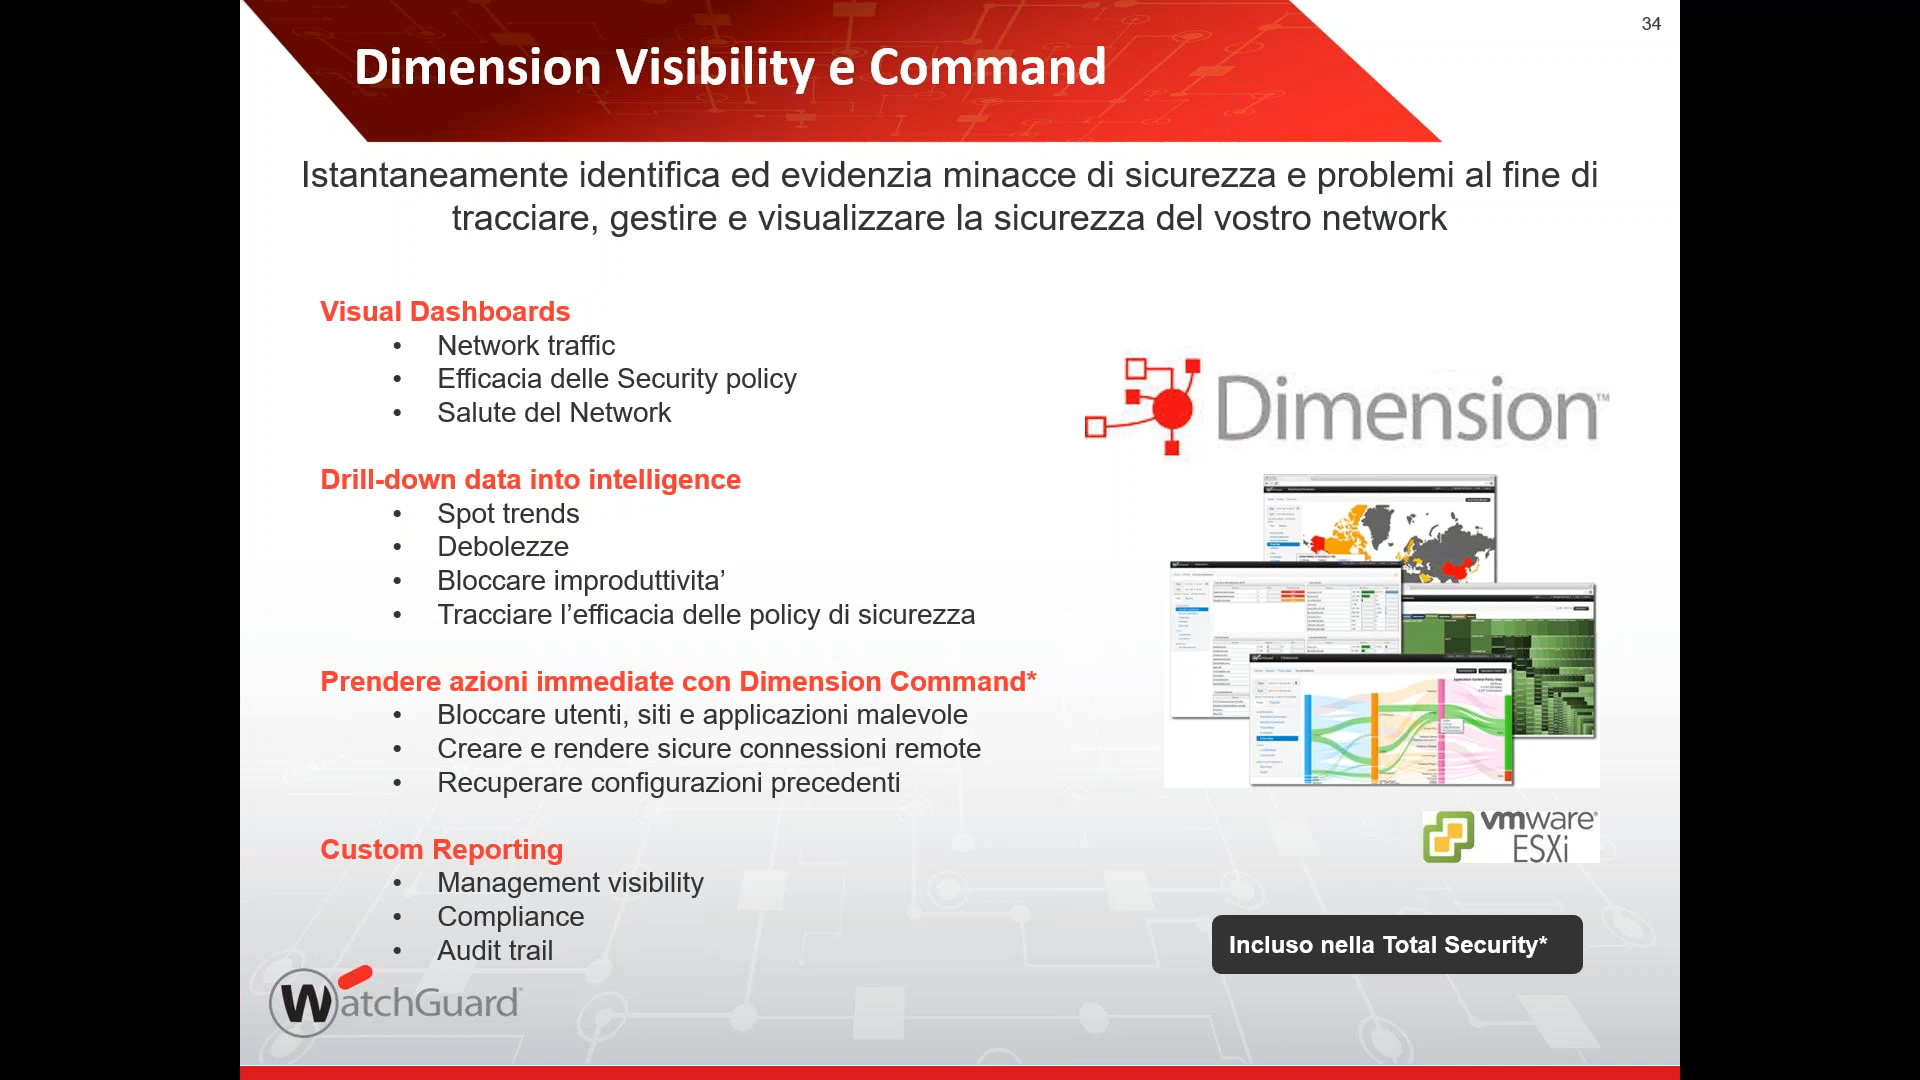 34
Dimension Visibility e Command
Istantaneamente identifica ed evidenzia minacce di sicurezza e problemi al fine di
tracciare, gestire e visualizzare la sicurezza del vostro network
Visual Dashboards
• Network traffic
• Efficacia delle Security policy
• Salute del Network
Drill-down data into intelligence
• Spot trends
• Debolezze
• Bloccare improduttivita’
• Tracciare l’efficacia delle policy di sicurezza
Prendere azioni immediate con Dimension Command*
• Bloccare utenti, siti e applicazioni malevole
• Creare e rendere sicure connessioni remote
• Recuperare configurazioni precedenti
Custom Reporting
• Management visibility
• Compliance
• Audit trail
Dimension™
vmware®
ESXi
Incluso nella Total Security*
WatchGuard